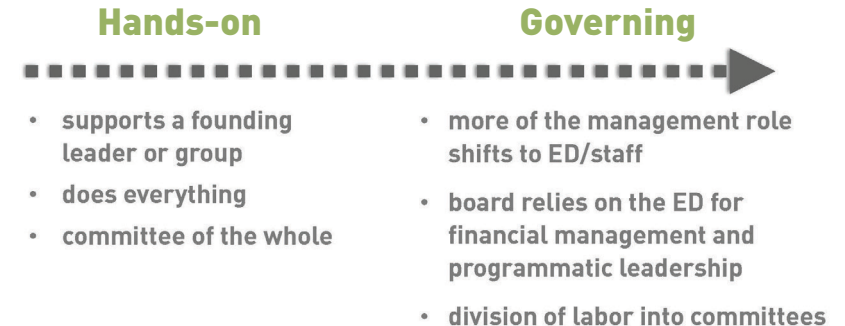 Hands-on
Governing
• supports a founding
leader or group
• does everything
• committee of the whole
• more of the management role
shifts to ED/staff
• board relies on the ED for
financial management and
programmatic leadership
• division of labor into committees